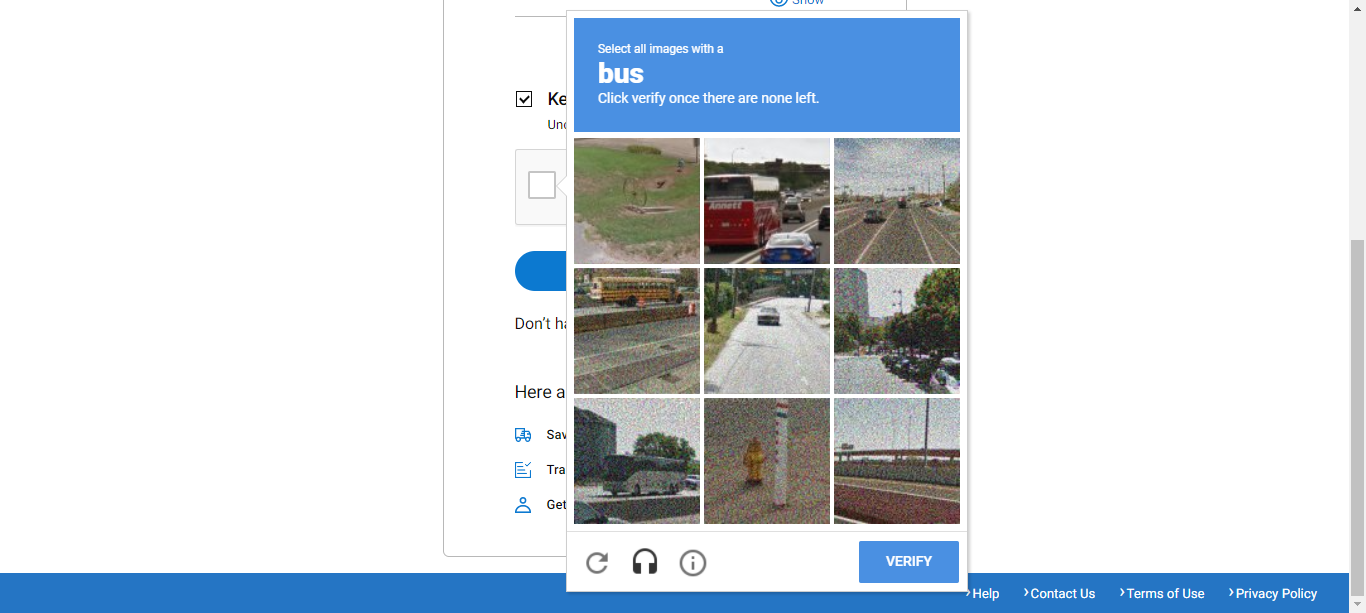 Show
Select all images with a
bus
Click verify once there are none left.
Ke
Und
Annett
Don't ha
Here a
Sav
Tra
Get
VERIFY
Help
Contact Us
Terms of Use
Privacy Policy